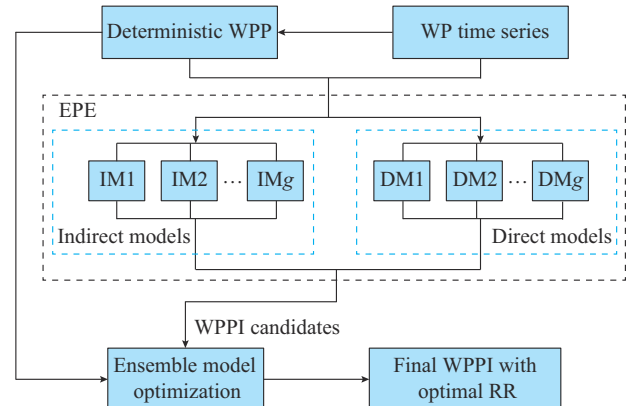 Deterministic WPP
WP time series
EPE
IM1
IM2
...
IMg
DM1
DM2
...
DMg
Indirect models
Direct models
WPPI candidates
Ensemble model
optimization
Final WPPI with
optimal RR